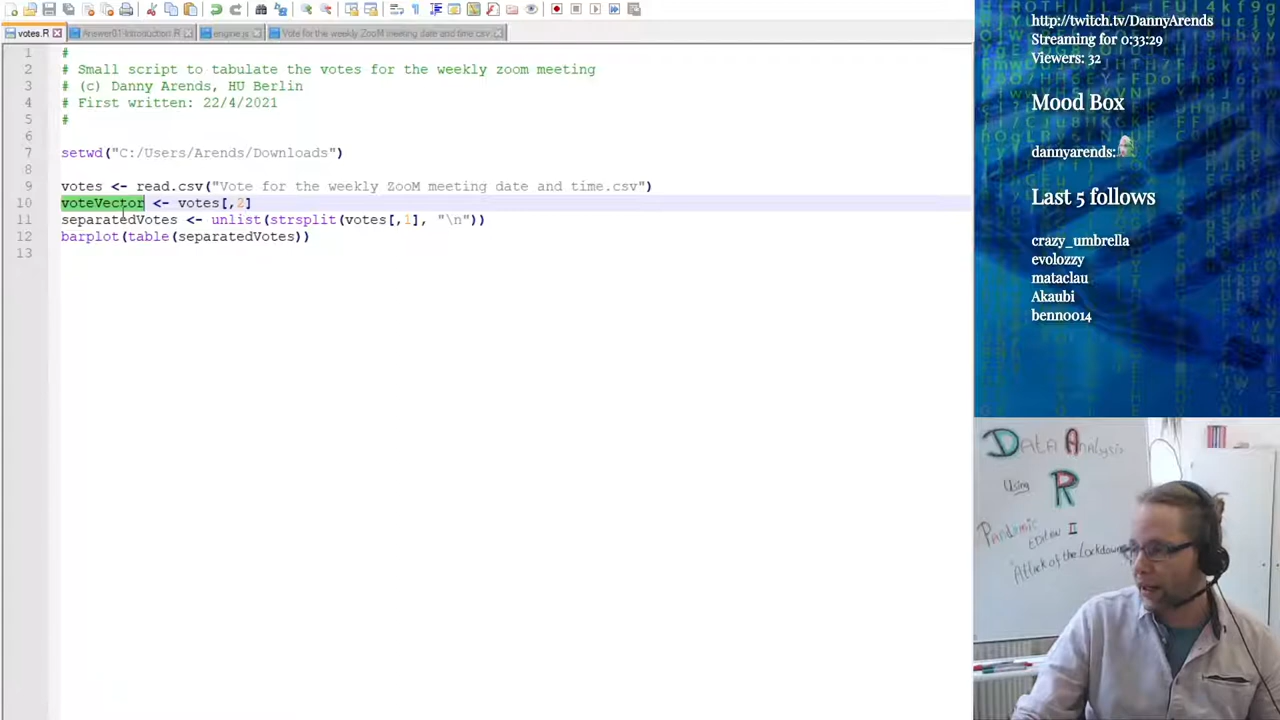 votes.R
Answer01-Introduction.R
engine.js
Vote for the weekly ZooM meeting date and time.csv
1 #
2 # Small script to tabulate the votes for the weekly zoom meeting
3 # (c) Danny Arends, HU Berlin
4 # First written: 22/4/2021
5 #
6
7 setwd("C:/Users/Arends/Downloads")
8
9 votes <- read.csv("Vote for the weekly ZooM meeting date and time.csv")
10 voteVector <- votes[,2]
11 separatedVotes <- unlist(strsplit(votes[,1], "\n"))
12 barplot(table(separatedVotes))
13
http://twitch.tv/DannyArends
Streaming for 0:33:29
Viewers: 32
Mood Box
dannyarends:
Last 5 follows
crazy_umbrella
evolozzy
mataclau
Akaubi
benno014
Data Analysis
Using
R
Pandemic
Edition II
Attack of the Lockdown